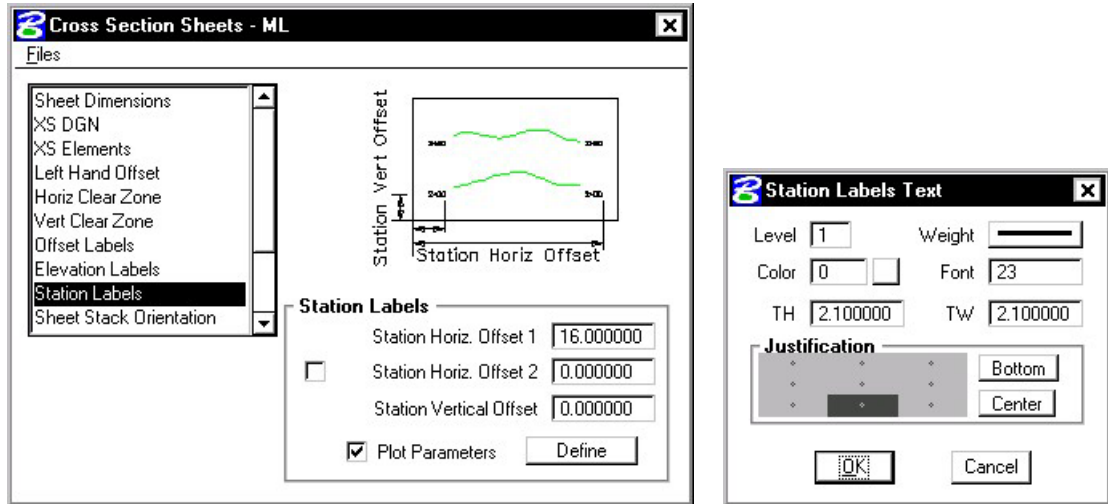 Cross Section Sheets - ML
Files
Sheet Dimensions
XS DGN
XS Elements
Left Hand Offset
Horiz Clear Zone
Vert Clear Zone
Offset Labels
Elevation Labels
Station Labels
Sheet Stack Orientation
Station Vert Offset
Station Horiz Offset
Station Labels
Station Horiz. Offset 1 16.000000
Station Horiz. Offset 2 0.000000
Station Vertical Offset 0.000000
Plot Parameters Define
Station Labels Text
Level 1 Weight
Color 0 Font 23
TH 2.100000 TW 2.100000
Justification
Bottom
Center
OK Cancel